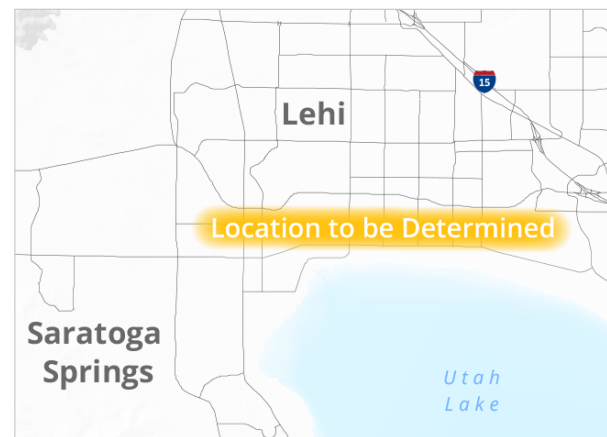 15
Lehi
Location to be Determined
Saratoga
Springs
Utah
Lake